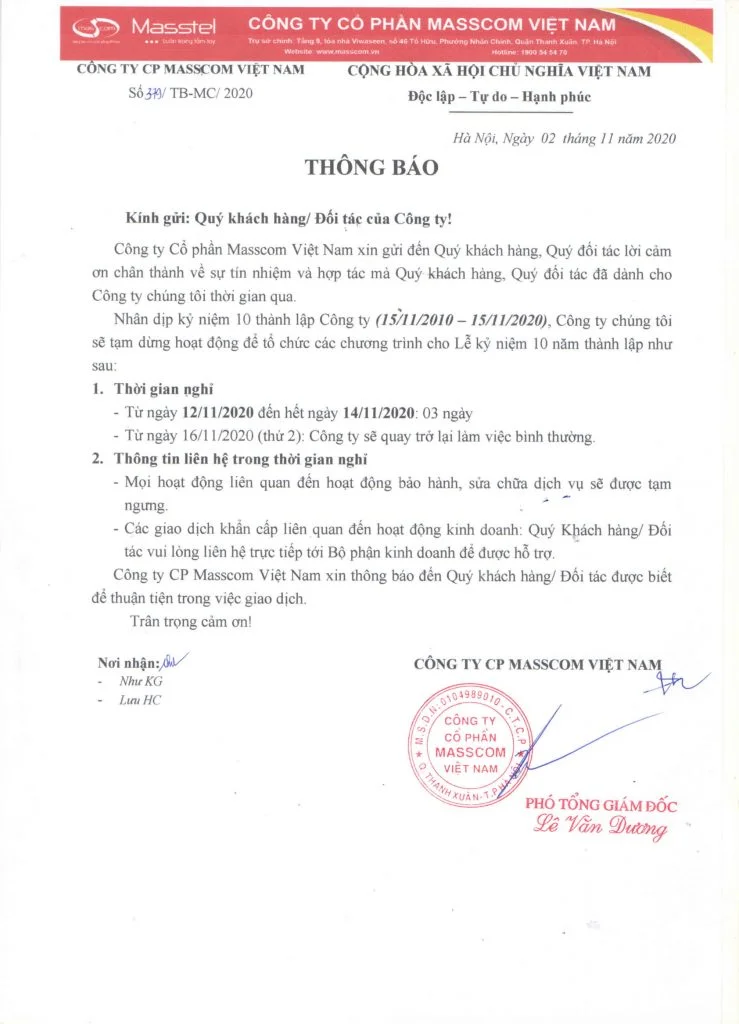 masscom Masstel CÔNG TY CỔ PHẦN MASSCOM VIỆT NAM
luôn trong tầm tay
Trụ sở chính: Tầng 9, tòa nhà Viwaseen, số 46 Tố Hữu, Phường Nhân Chính, Quận Thanh Xuân, TP. Hà Nội
Website: www.masscom.vn Hotline: 1900 54 54 70
CÔNG TY CP MASSCOM VIỆT NAM CỘNG HÒA XÃ HỘI CHỦ NGHĨA VIỆT NAM
Số 379/ TB-MC/ 2020 Độc lập – Tự do – Hạnh phúc
Hà Nội, Ngày 02 tháng 11 năm 2020
THÔNG BÁO
Kính gửi: Quý khách hàng/ Đối tác của Công ty!
Công ty Cổ phần Masscom Việt Nam xin gửi đến Quý khách hàng, Quý đối tác lời cảm
ơn chân thành về sự tín nhiệm và hợp tác mà Quý khách hàng, Quý đối tác đã dành cho
Công ty chúng tôi thời gian qua.
Nhân dịp kỷ niệm 10 thành lập Công ty (15/11/2010 – 15/11/2020), Công ty chúng tôi
sẽ tạm dừng hoạt động để tổ chức các chương trình cho Lễ kỷ niệm 10 năm thành lập như
sau:
1. Thời gian nghỉ
- Từ ngày 12/11/2020 đến hết ngày 14/11/2020: 03 ngày
- Từ ngày 16/11/2020 (thứ 2): Công ty sẽ quay trở lại làm việc bình thường.
2. Thông tin liên hệ trong thời gian nghỉ
- Mọi hoạt động liên quan đến hoạt động bảo hành, sửa chữa dịch vụ sẽ được tạm
ngưng.
- Các giao dịch khẩn cấp liên quan đến hoạt động kinh doanh: Quý Khách hàng/ Đối
tác vui lòng liên hệ trực tiếp tới Bộ phận kinh doanh để được hỗ trợ.
Công ty CP Masscom Việt Nam xin thông báo đến Quý khách hàng/ Đối tác được biết
để thuận tiện trong việc giao dịch.
Trân trọng cảm ơn!
Nơi nhận: CÔNG TY CP MASSCOM VIỆT NAM
- Như KG
- Lưu HC
M.S.D.N: 0104989010 - C.T.C.P
CÔNG TY
CỔ PHẦN
MASSCOM
VIỆT NAM
Q. THANH XUÂN - T.P HÀ NỘI
PHÓ TỔNG GIÁM ĐỐC
Lê Văn Dương